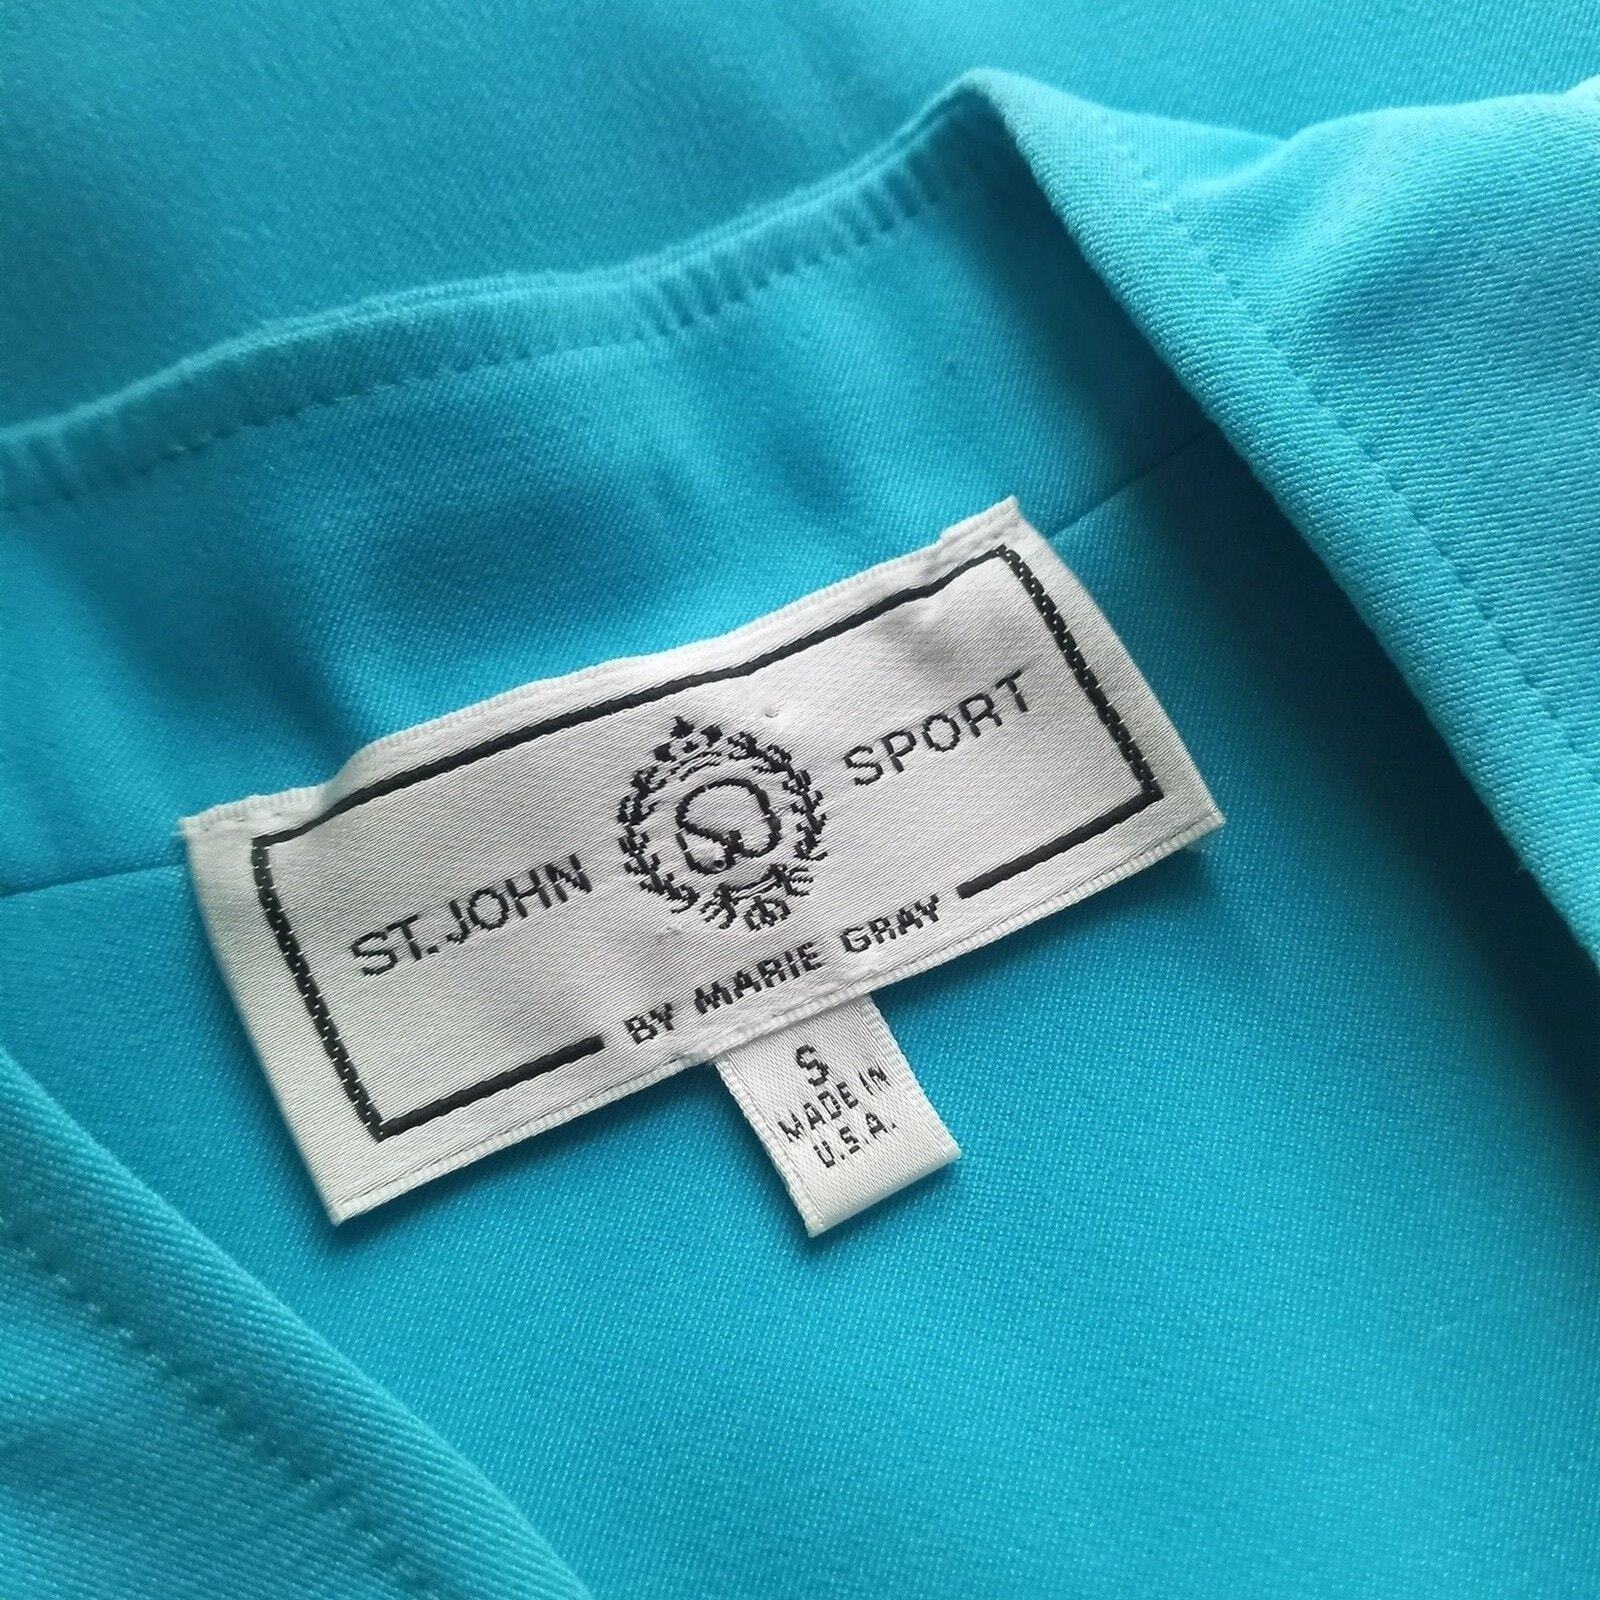 ST. JOHN SPORT
BY MARIE GRAY
S
MADE IN
U.S.A.